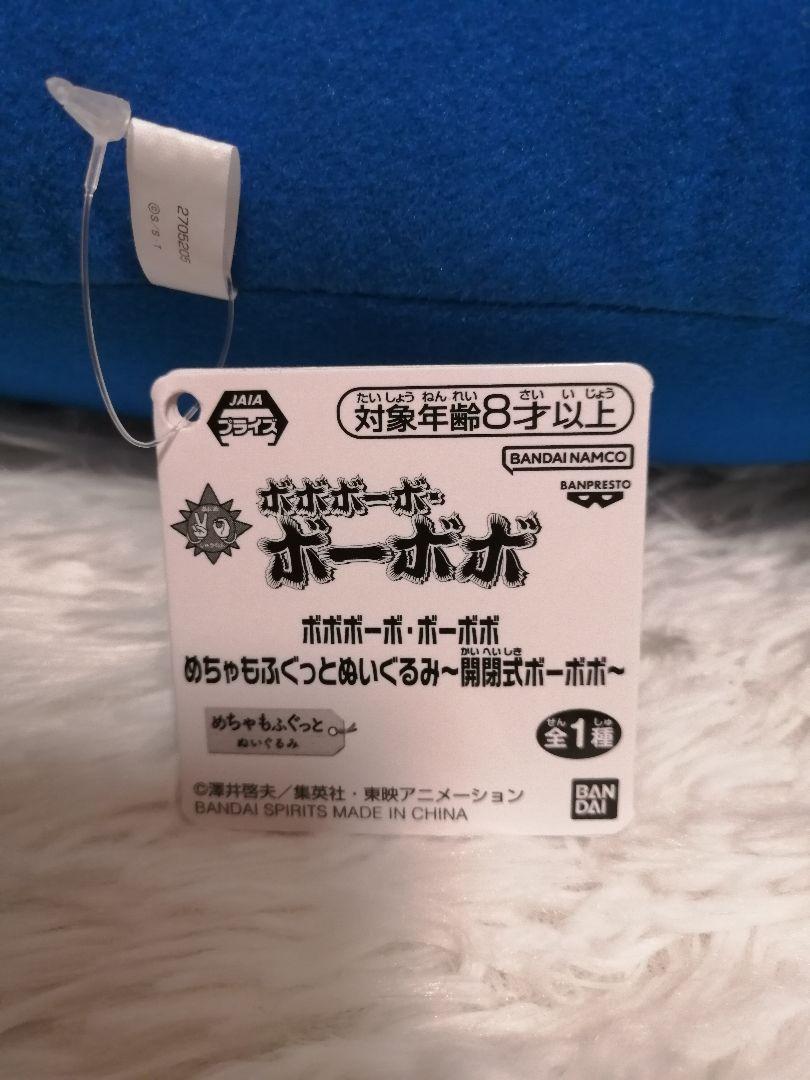 2705205
©S/S・T
JAIA
プライズ
たいしょう ねんれい さい いじょう
対象年齢8才以上
BANDAI NAMCO
BANPRESTO
ボボボーボ・
ボーボボ
ボボボーボ・ボーボボ
かいへいしき
めちゃもふぐっとぬいぐるみ～開閉式ボーボボ～
めちゃもふぐっと
ぬいぐるみ
ぜん しゅ
全1種
©澤井啓夫／集英社・東映アニメーション
BANDAI SPIRITS MADE IN CHINA
BAN
DAI